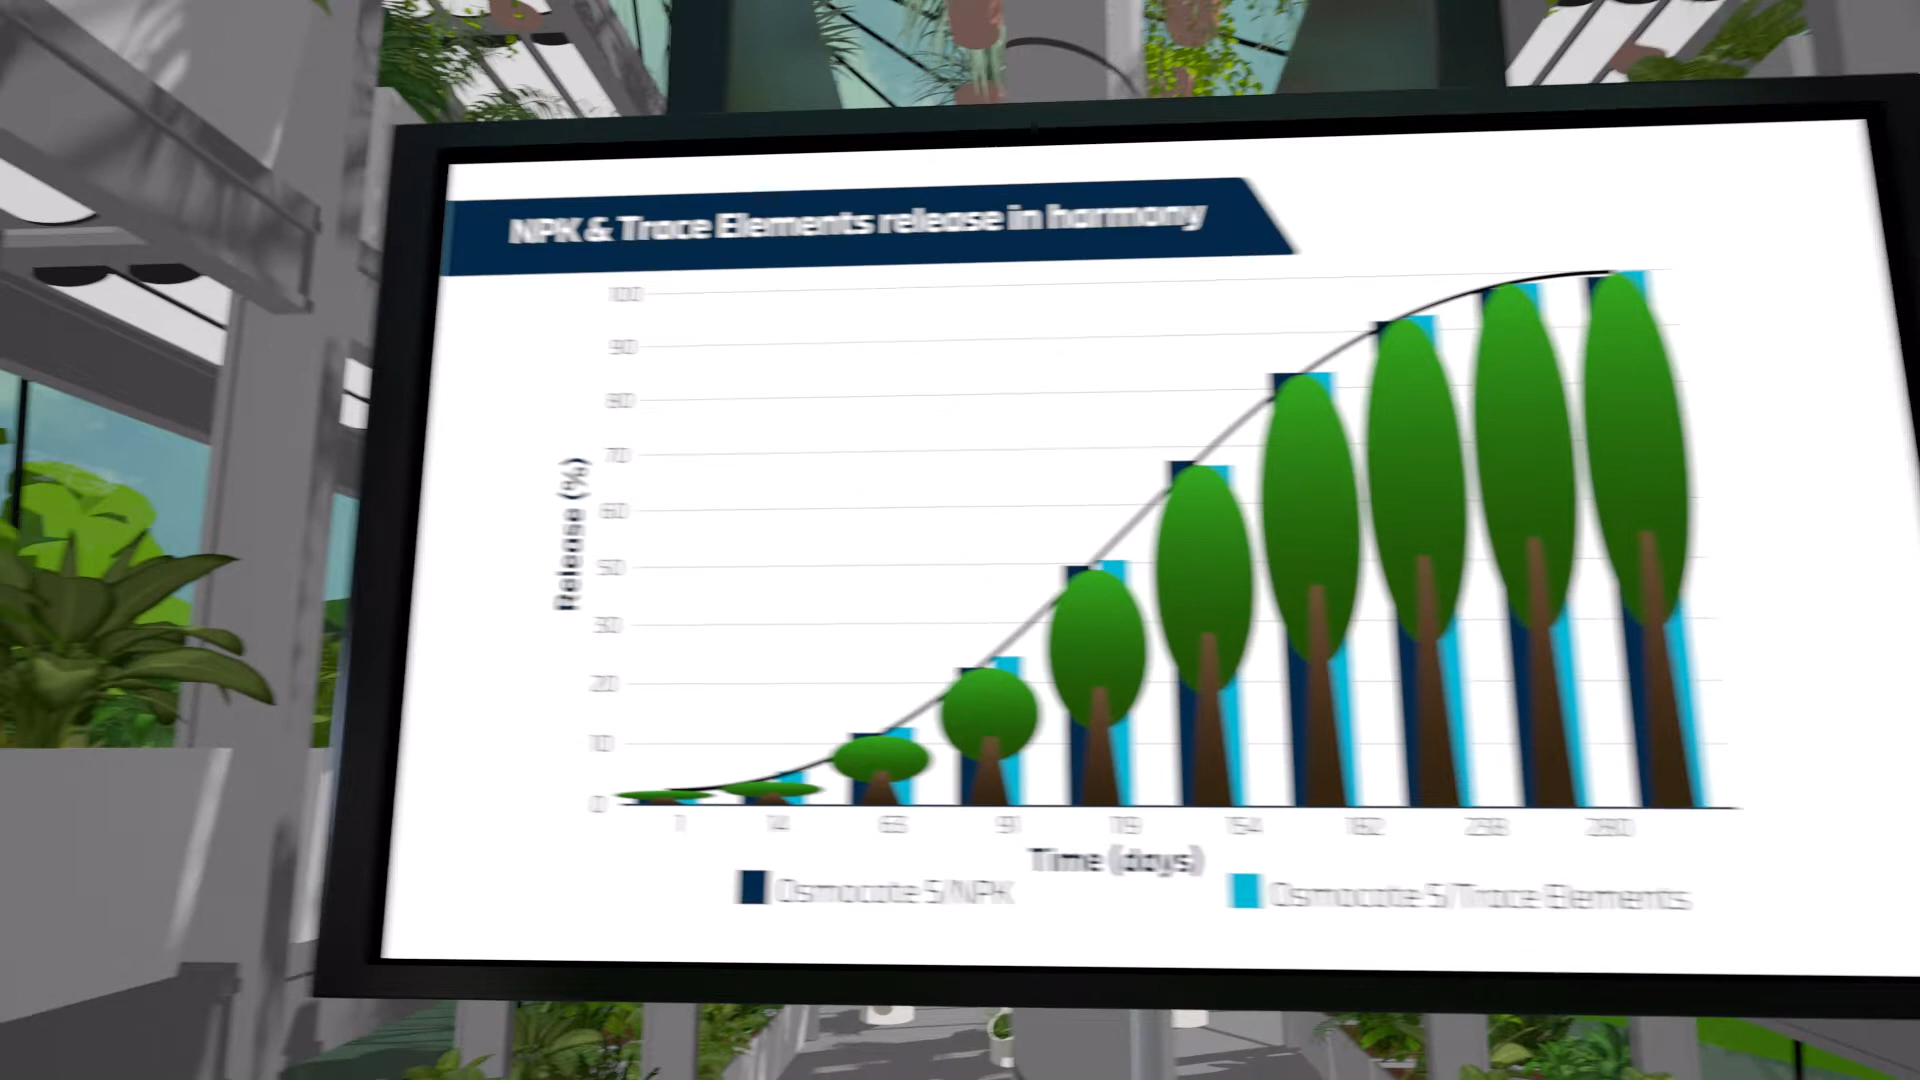 NPK & Trace Elements release in harmony
100
90
80
70
60
50
30
20
10
0
Release (%)
1 14 63 91 119 154 182 238 280
Time (days)
Osmocote 5/NPK
Osmocote 5/Trace Elements